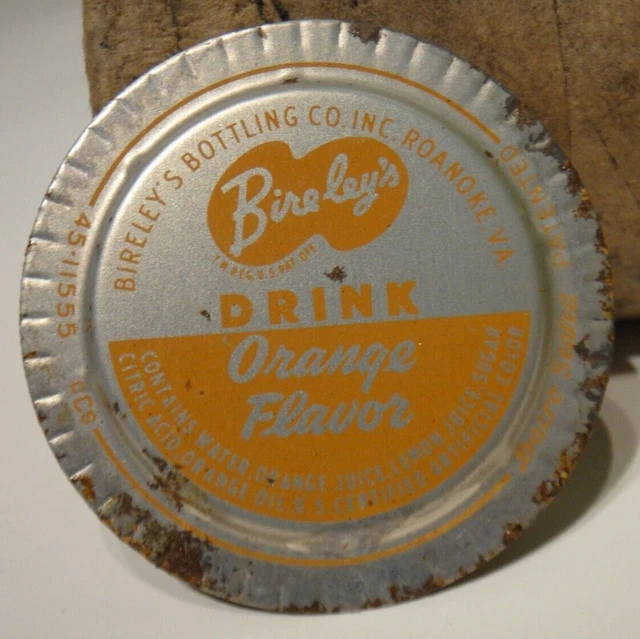 BIRELEY'S BOTTLING CO. INC. ROANOKE, VA.
Bireley's
T.M. REG. U.S. PAT. OFF.
DRINK
Orange
Flavor
CONTAINS WATER, ORANGE JUICE, LEMON JUICE, SUGAR
CITRIC ACID, ORANGE OIL & U.S. CERTIFIED ARTIFICIAL COLOR
45-11555
PATENTED